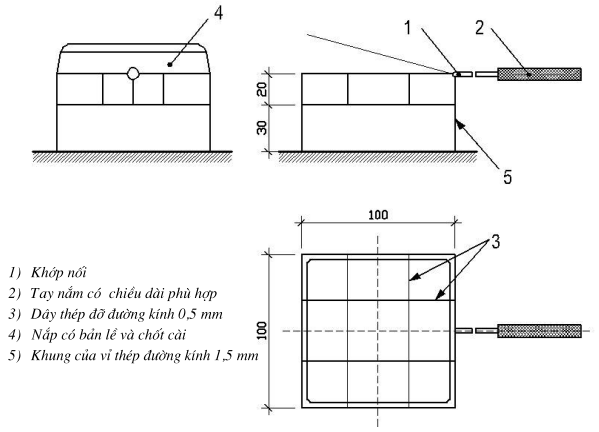 4
1
2
20
30
5
100
3
100
1) Khớp nối
2) Tay nắm có chiều dài phù hợp
3) Dây thép đỡ đường kính 0,5 mm
4) Nắp có bản lề và chốt cài
5) Khung của vỉ thép đường kính 1,5 mm